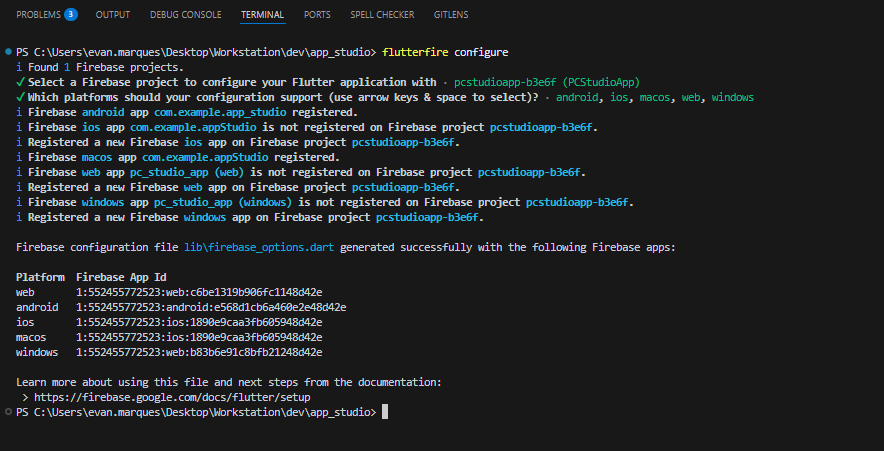 PROBLEMS 3 OUTPUT DEBUG CONSOLE TERMINAL PORTS SPELL CHECKER GITLENS
PS C:\Users\evan.marques\Desktop\Workstation\dev\app_studio> flutterfire configure
i Found 1 Firebase projects.
✓ Select a Firebase project to configure your Flutter application with · pcstudioapp-b3e6f (PCStudioApp)
✓ Which platforms should your configuration support (use arrow keys & space to select)? · android, ios, macos, web, windows
i Firebase android app com.example.app_studio registered.
i Firebase ios app com.example.appStudio is not registered on Firebase project pcstudioapp-b3e6f.
i Registered a new Firebase ios app on Firebase project pcstudioapp-b3e6f.
i Firebase macos app com.example.appStudio registered.
i Firebase web app pc_studio_app (web) is not registered on Firebase project pcstudioapp-b3e6f.
i Registered a new Firebase web app on Firebase project pcstudioapp-b3e6f.
i Firebase windows app pc_studio_app (windows) is not registered on Firebase project pcstudioapp-b3e6f.
i Registered a new Firebase windows app on Firebase project pcstudioapp-b3e6f.
Firebase configuration file lib\firebase_options.dart generated successfully with the following Firebase apps:
Platform Firebase App Id
web 1:552455772523:web:c6be1319b906fc1148d42e
android 1:552455772523:android:e568d1cb6a460e2e48d42e
ios 1:552455772523:ios:1890e9caa3fb605948d42e
macos 1:552455772523:ios:1890e9caa3fb605948d42e
windows 1:552455772523:web:b83b6e91c8bfb21248d42e
Learn more about using this file and next steps from the documentation:
> https://firebase.google.com/docs/flutter/setup
PS C:\Users\evan.marques\Desktop\Workstation\dev\app_studio>